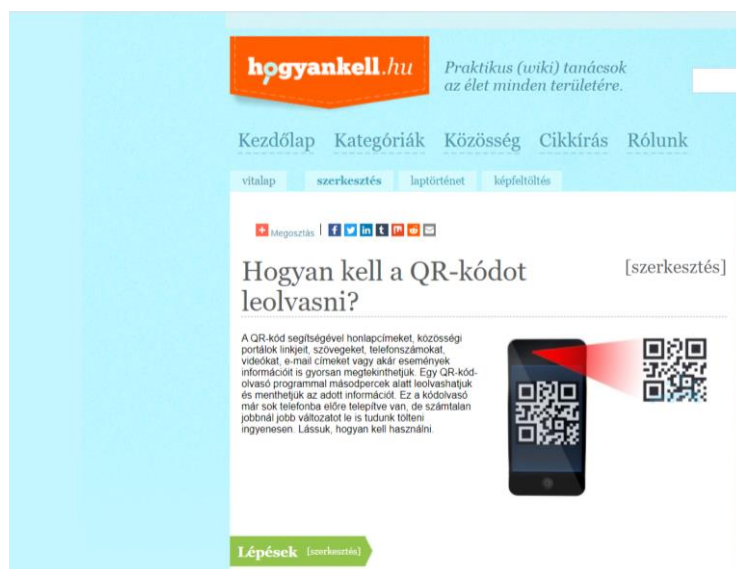 hogyankell.hu
Praktikus (wiki) tanácsok
az élet minden területére.
Kezdőlap Kategóriák Közösség Cikkírás Rólunk
vitalap szerkesztés laptörténet képfeltöltés
Megosztás
Hogyan kell a QR-kódot
leolvasni?
[szerkesztés]
A QR-kód segítségével honlapcímeket, közösségi
portálok linkjeit, szövegeket, telefonszámokat,
videókat, e-mail címeket vagy akár események
információit is gyorsan megtekinthetjük. Egy QR-kód-
olvasó programmal másodpercek alatt leolvashatjuk
és menthetjük az adott információt. Ez a kódolvasó
már sok telefonba előre telepítve van, de számtalan
jobbnál jobb változatot le is tudunk tölteni
ingyenesen. Lássuk, hogyan kell használni.
Lépések [szerkesztés]